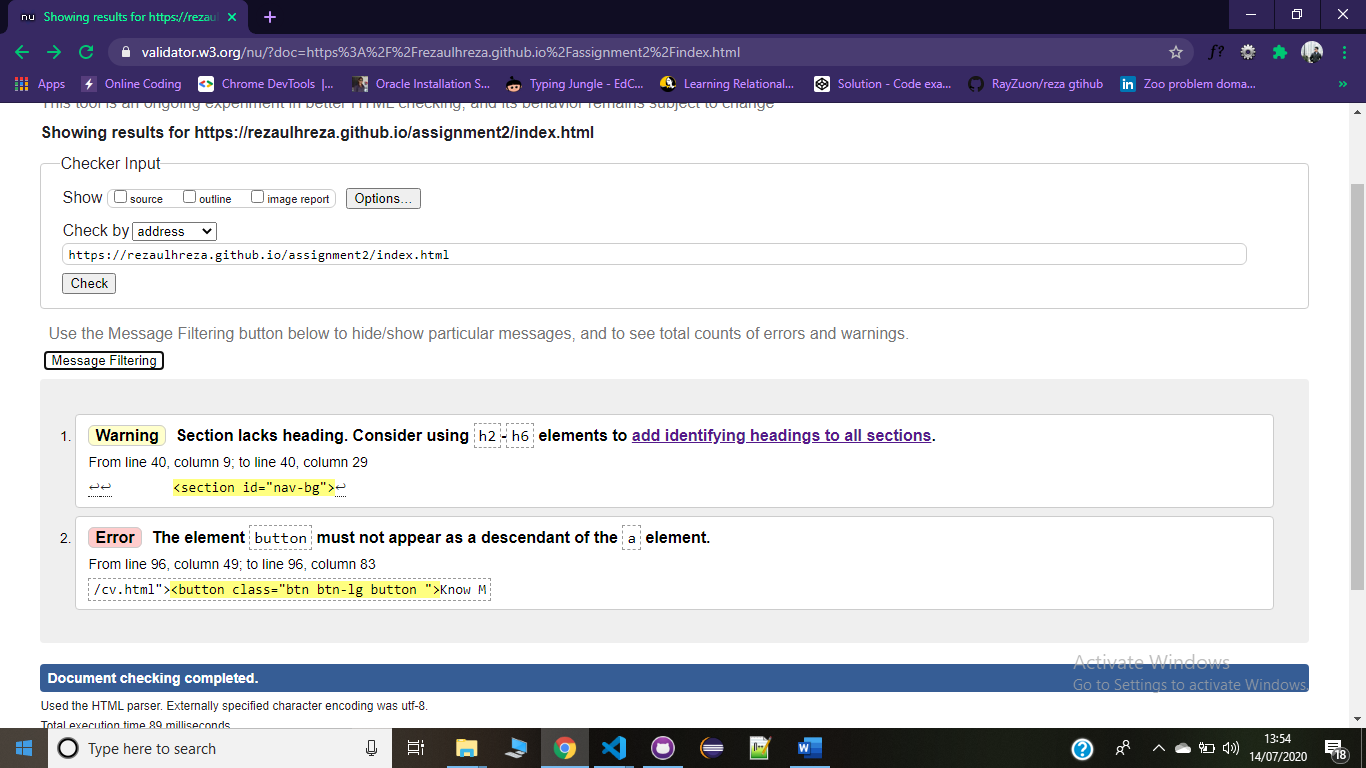 nu Showing results for https://rezau
validator.w3.org/nu/?doc=https%3A%2F%2Frezaulhreza.github.io%2Fassignment2%2Findex.html
f?
Apps Online Coding Chrome DevTools |... Oracle Installation S... Typing Jungle - EdC... Learning Relational... Solution - Code exa... RayZuon/reza gtihub Zoo problem doma... »
This tool is an ongoing experiment in better HTML checking, and its behavior remains subject to change
Showing results for https://rezaulhreza.github.io/assignment2/index.html
Checker Input
Show source outline image report Options...
Check by address
https://rezaulhreza.github.io/assignment2/index.html
Check
Use the Message Filtering button below to hide/show particular messages, and to see total counts of errors and warnings.
Message Filtering
1. Warning Section lacks heading. Consider using h2-h6 elements to add identifying headings to all sections.
From line 40, column 9; to line 40, column 29
↩↩ <section id="nav-bg">↩
2. Error The element button must not appear as a descendant of the a element.
From line 96, column 49; to line 96, column 83
/cv.html"><button class="btn btn-lg button ">Know M
Activate Windows
Go to Settings to activate Windows.
Document checking completed.
Used the HTML parser. Externally specified character encoding was utf-8.
Total execution time 89 milliseconds.
Type here to search
13:54
14/07/2020
18